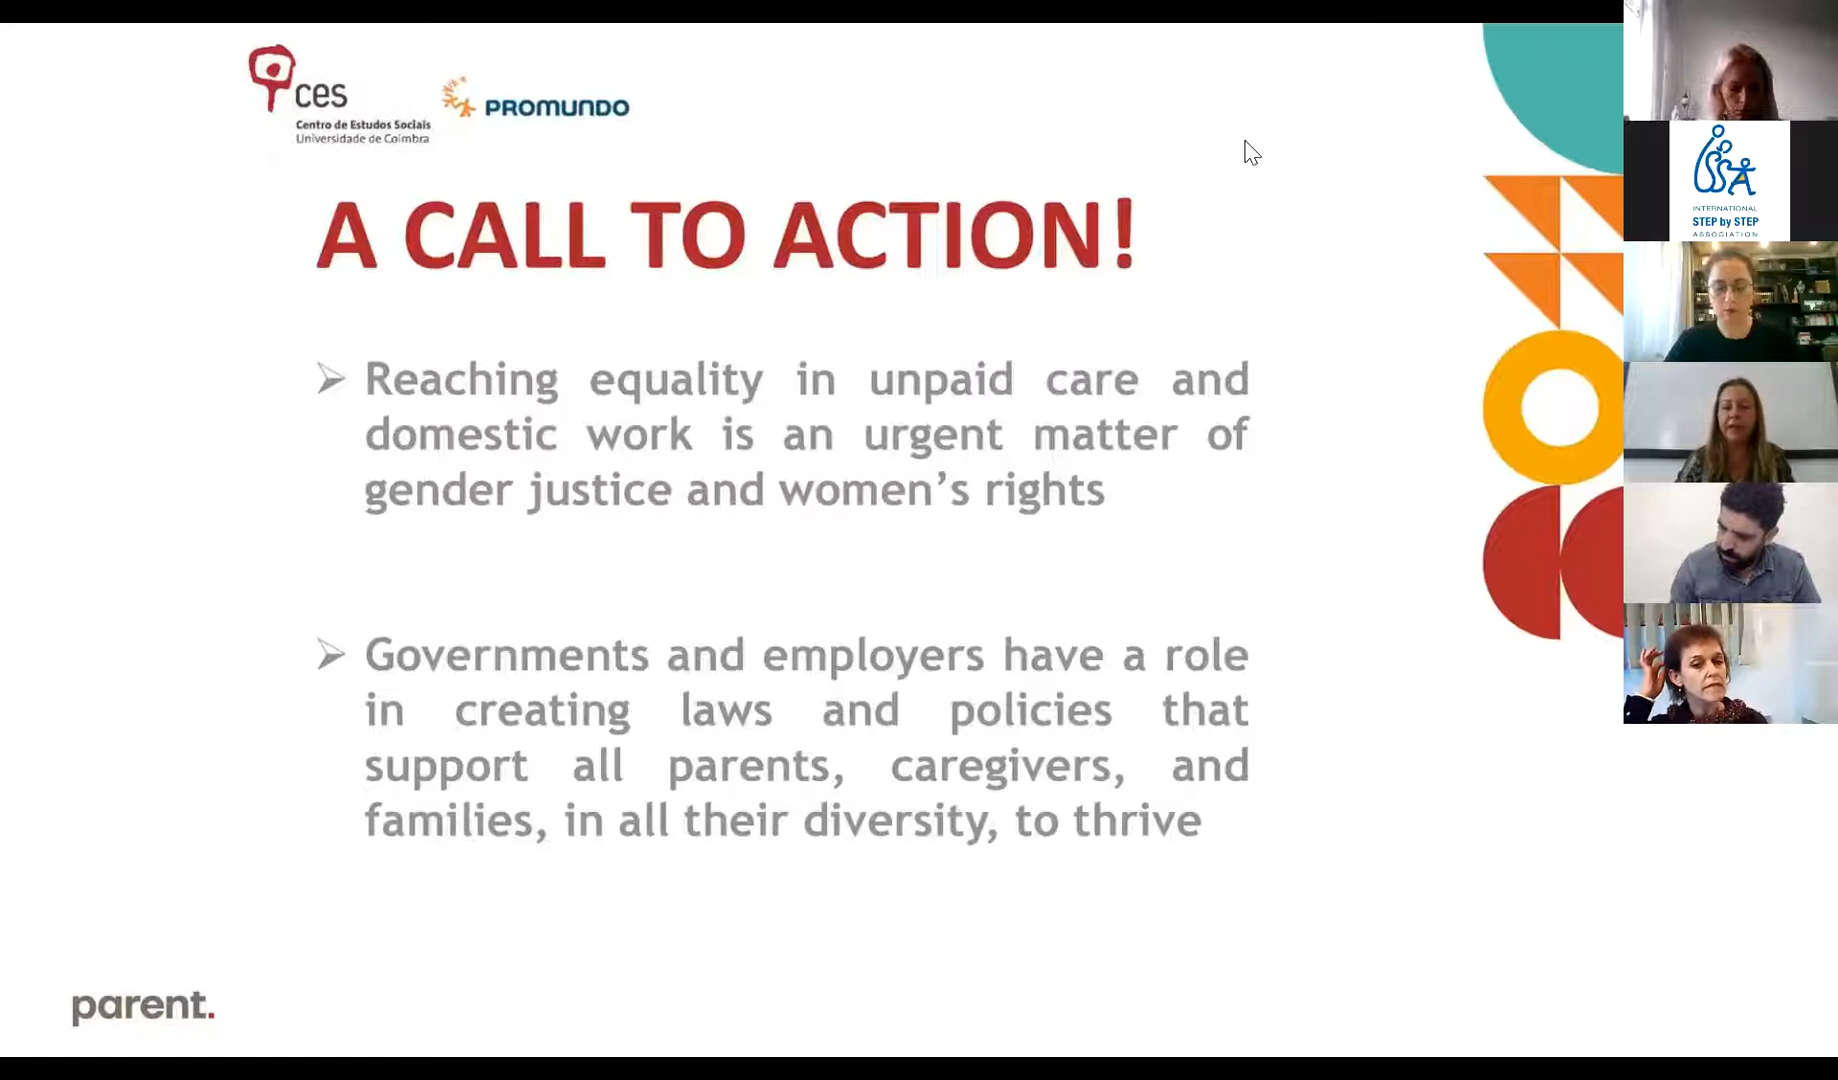 ces
Centro de Estudos Sociais
Universidade de Coimbra
PROMUNDO
A CALL TO ACTION!
Reaching equality in unpaid care and
domestic work is an urgent matter of
gender justice and women’s rights
Governments and employers have a role
in creating laws and policies that
support all parents, caregivers, and
families, in all their diversity, to thrive
parent.
ISSA
INTERNATIONAL
STEP by STEP
ASSOCIATION